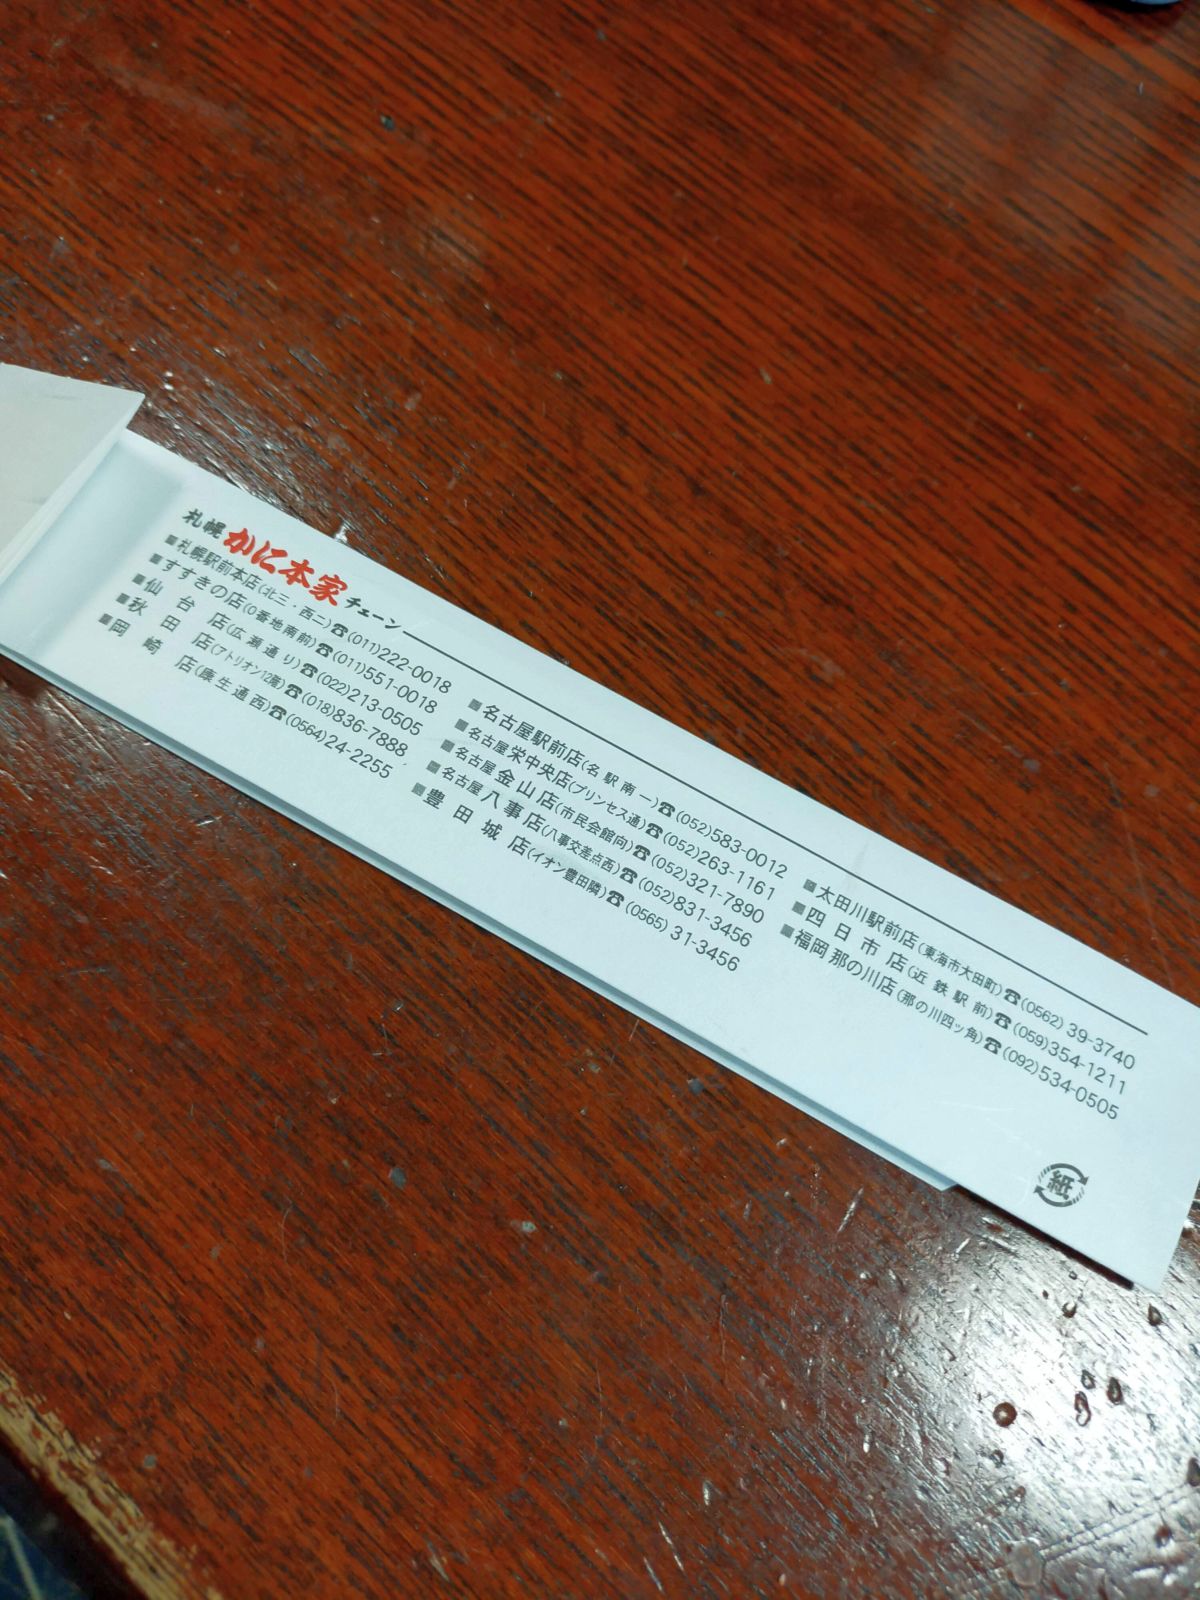 札幌 かに本家 チェーン
■札幌駅前本店(北三・西二)☎(011)222-0018
■すすきの店(0番地南前)☎(011)551-0018
■仙台店(広瀬通り)☎(022)213-0505
■秋田店(アトリオン12階)☎(018)836-7888
■岡崎店(康生通西)☎(0564)24-2255
■名古屋駅前店(名駅南一)☎(052)583-0012
■名古屋栄中央店(プリンセス通)☎(052)263-1161
■名古屋金山店(市民会館向)☎(052)321-7890
■名古屋八事店(八事交差点西)☎(052)831-3456
■豊田城店(イオン豊田隣)☎(0565)31-3456
■太田川駅前店(東海市大田町)☎(0562)39-3740
■四日市店(近鉄駅前)☎(059)354-1211
■福岡那の川店(那の川四ッ角)☎(092)534-0505
紙